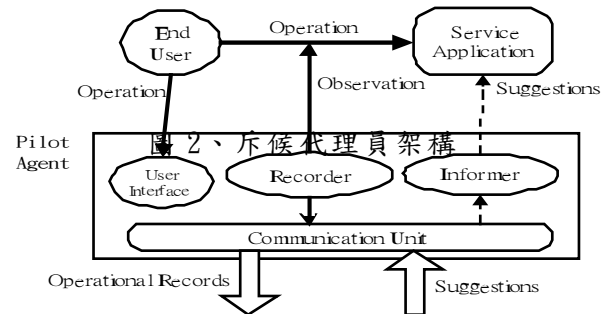 End
User
Operation
Service
Application
Operation
Observation
Suggestions
Pilot
Agent
圖 2、斥候代理員架構
User
Interface
Recorder
Informer
Communication Unit
Operational Records
Suggestions